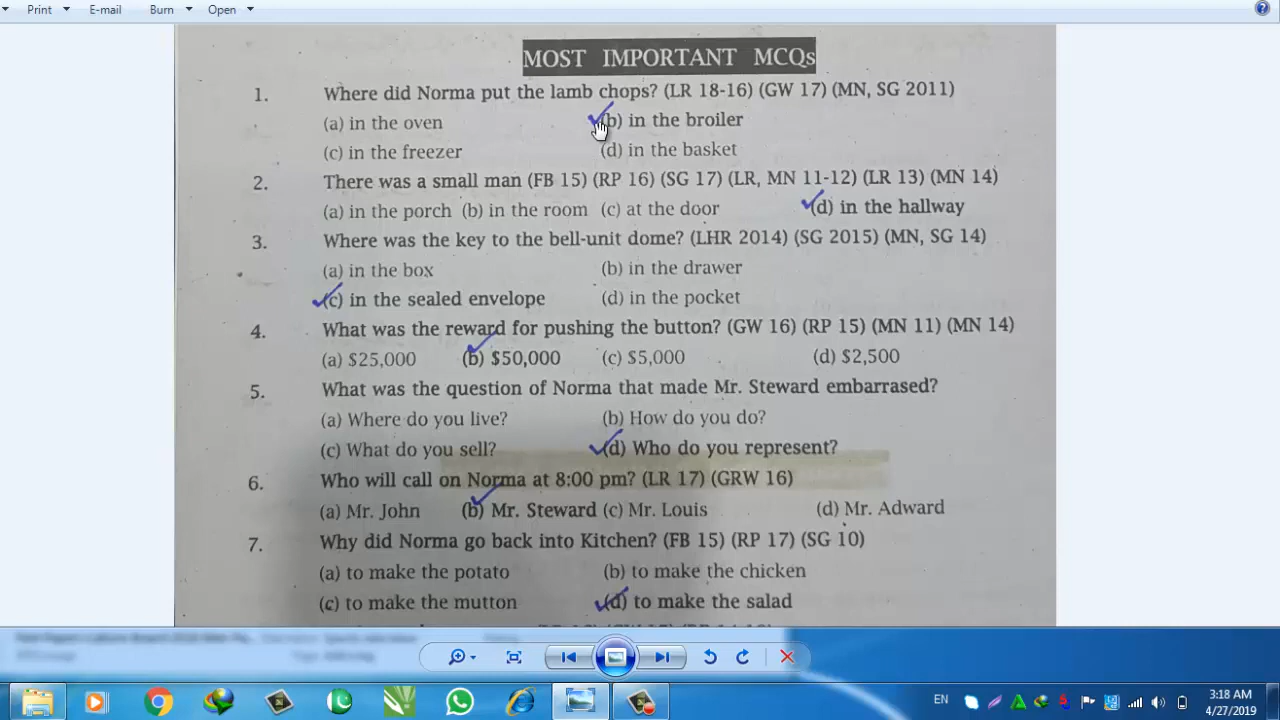 Print E-mail Burn Open
MOST IMPORTANT MCQs
1. Where did Norma put the lamb chops? (LR 18-16) (GW 17) (MN, SG 2011)
(a) in the oven (b) in the broiler
(c) in the freezer (d) in the basket
2. There was a small man (FB 15) (RP 16) (SG 17) (LR, MN 11-12) (LR 13) (MN 14)
(a) in the porch (b) in the room (c) at the door (d) in the hallway
3. Where was the key to the bell-unit dome? (LHR 2014) (SG 2015) (MN, SG 14)
(a) in the box (b) in the drawer
(c) in the sealed envelope (d) in the pocket
4. What was the reward for pushing the button? (GW 16) (RP 15) (MN 11) (MN 14)
(a) $25,000 (b) $50,000 (c) $5,000 (d) $2,500
5. What was the question of Norma that made Mr. Steward embarrased?
(a) Where do you live? (b) How do you do?
(c) What do you sell? (d) Who do you represent?
6. Who will call on Norma at 8:00 pm? (LR 17) (GRW 16)
(a) Mr. John (b) Mr. Steward (c) Mr. Louis (d) Mr. Adward
7. Why did Norma go back into Kitchen? (FB 15) (RP 17) (SG 10)
(a) to make the potato (b) to make the chicken
(c) to make the mutton (d) to make the salad
EN 3:18 AM
4/27/2019